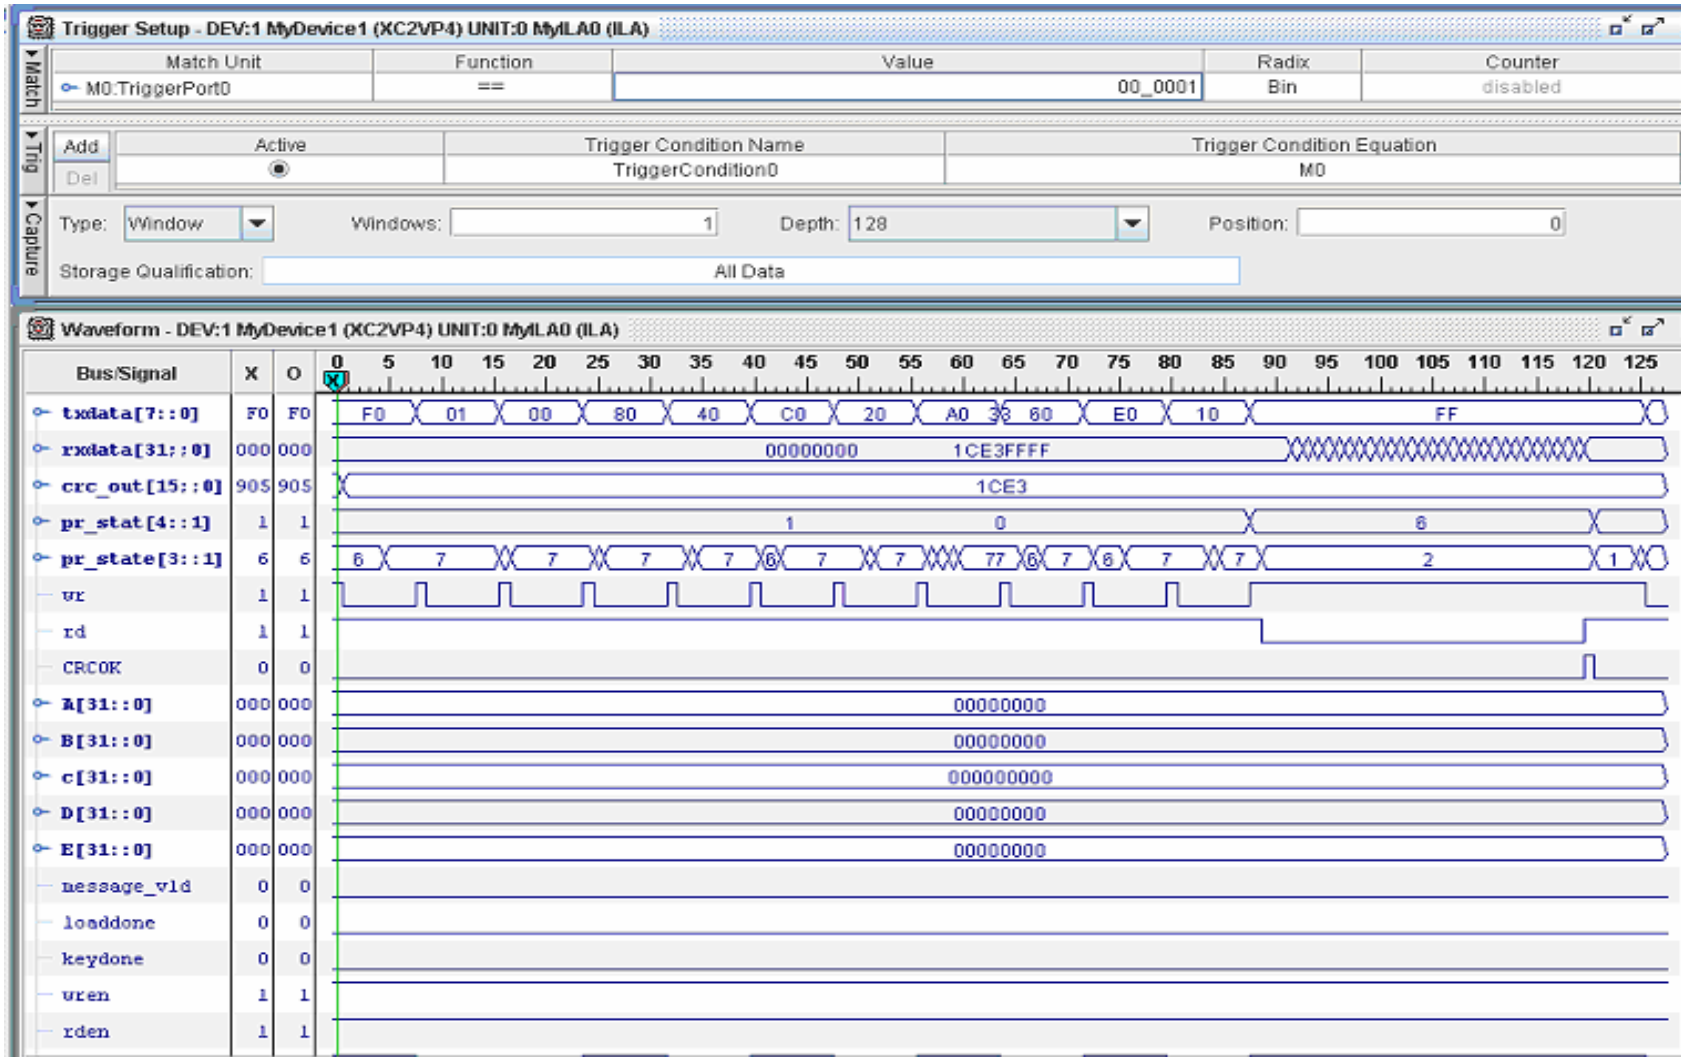 Trigger Setup - DEV:1 MyDevice1 (XC2VP4) UNIT:0 MyILA0 (ILA)
Match Unit Function Value Radix Counter
Match
M0:TriggerPort0 == 00_0001 Bin disabled
Trig
Add Active Trigger Condition Name Trigger Condition Equation
Del TriggerCondition0 M0
Capture
Type: Window Windows: 1 Depth: 128 Position: 0
Storage Qualification: All Data
Waveform - DEV:1 MyDevice1 (XC2VP4) UNIT:0 MyILA0 (ILA)
Bus/Signal X O 0 5 10 15 20 25 30 35 40 45 50 55 60 65 70 75 80 85 90 95 100 105 110 115 120 125
X
txdata[7::0] F0 F0 F0 01 00 80 40 C0 20 A0 33 60 E0 10 FF
rxdata[31::0] 000 000 00000000 1CE3FFFF
crc_out[15::0] 905 905 1CE3
pr_stat[4::1] 1 1 1 0 6
pr_state[3::1] 6 6 6 7 7 7 7 6 7 7 77 6 7 6 7 7 2 1
wr 1 1
rd 1 1
CRCOK 0 0
A[31::0] 000 000 00000000
B[31::0] 000 000 00000000
c[31::0] 000 000 000000000
D[31::0] 000 000 00000000
E[31::0] 000 000 00000000
message_vld 0 0
loaddone 0 0
keydone 0 0
wren 1 1
rden 1 1